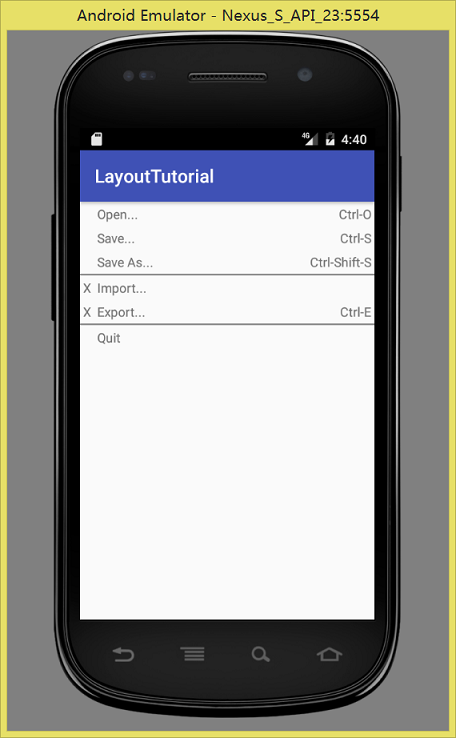 Android Emulator - Nexus_S_API_23:5554
4G 4:40
LayoutTutorial
Open... Ctrl-O
Save... Ctrl-S
Save As... Ctrl-Shift-S
X Import...
X Export... Ctrl-E
Quit